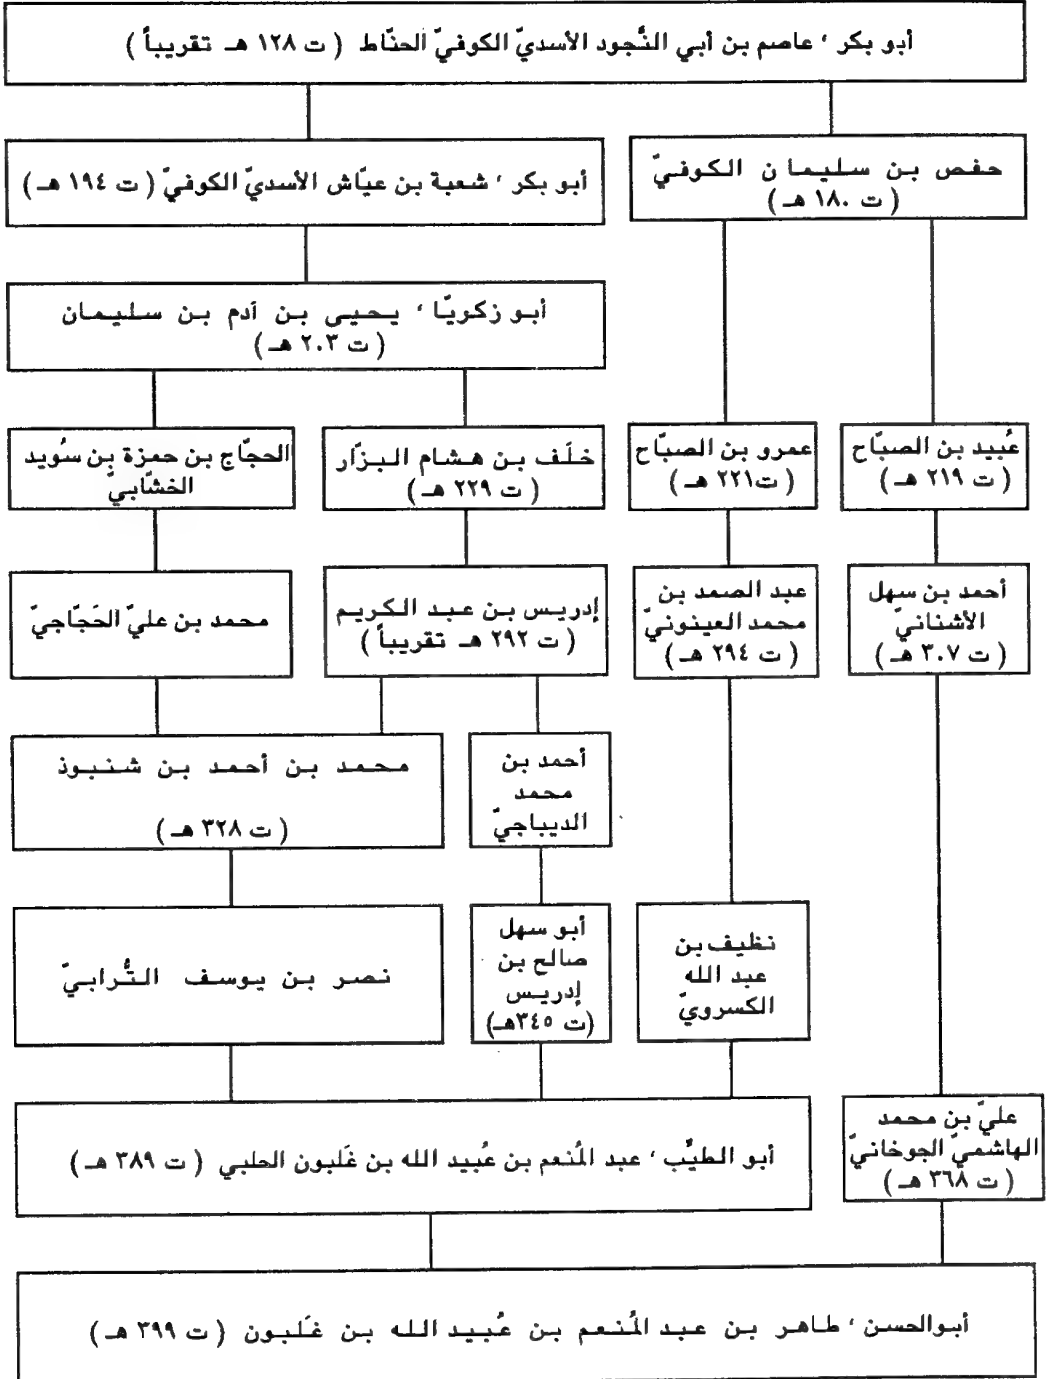 أبو بكر ، عاصم بن أبي النَّجود الأسديّ الكوفيّ الحنّاط ( ت ١٢٨ هـ تقريباً )
حفص بن سليمان الكوفيّ
( ت ١٨٠ هـ )
أبو بكر ، شعبة بن عيّاش الأسديّ الكوفيّ ( ت ١٩٤ هـ )
أبو زكريّا ، يحيى بن آدم بن سليمان
( ت ٢٠٣ هـ )
عُبيد بن الصبّاح
( ت ٢١٩ هـ )
عمرو بن الصبّاح
( ت٢٢١ هـ )
خلَف بن هشام البزّار
( ت ٢٢٩ هـ )
الحجّاج بن حمزة بن سُويد
الخشّابيّ
أحمد بن سهل
الأشنانيّ
( ت ٣٠٧ هـ )
عبد الصمد بن
محمد العينونيّ
( ت ٢٩٤ هـ )
إدريس بن عبد الكريم
( ت ٢٩٢ هـ تقريباً )
محمد بن عليّ الحَجّاجيّ
أحمد بن
محمد
الديباجيّ
محمد بن أحمد بن شنبوذ
( ت ٣٢٨ هـ )
نظيف بن
عبد الله
الكسرويّ
أبو سهل
صالح بن
إدريس
(ت ٣٤٥هـ)
نصر بن يوسف التُّرابيّ
عليّ بن محمد
الهاشميّ الجوخانيّ
( ت ٣٦٨ هـ )
أبو الطيِّب ، عبد المُنعم بن عُبيد الله بن غَلبون الحلبي ( ت ٣٨٩ هـ )
أبوالحسن ، طاهر بن عبد المُنعم بن عُبيد الله بن غَلبون ( ت ٣٩٩ هـ )